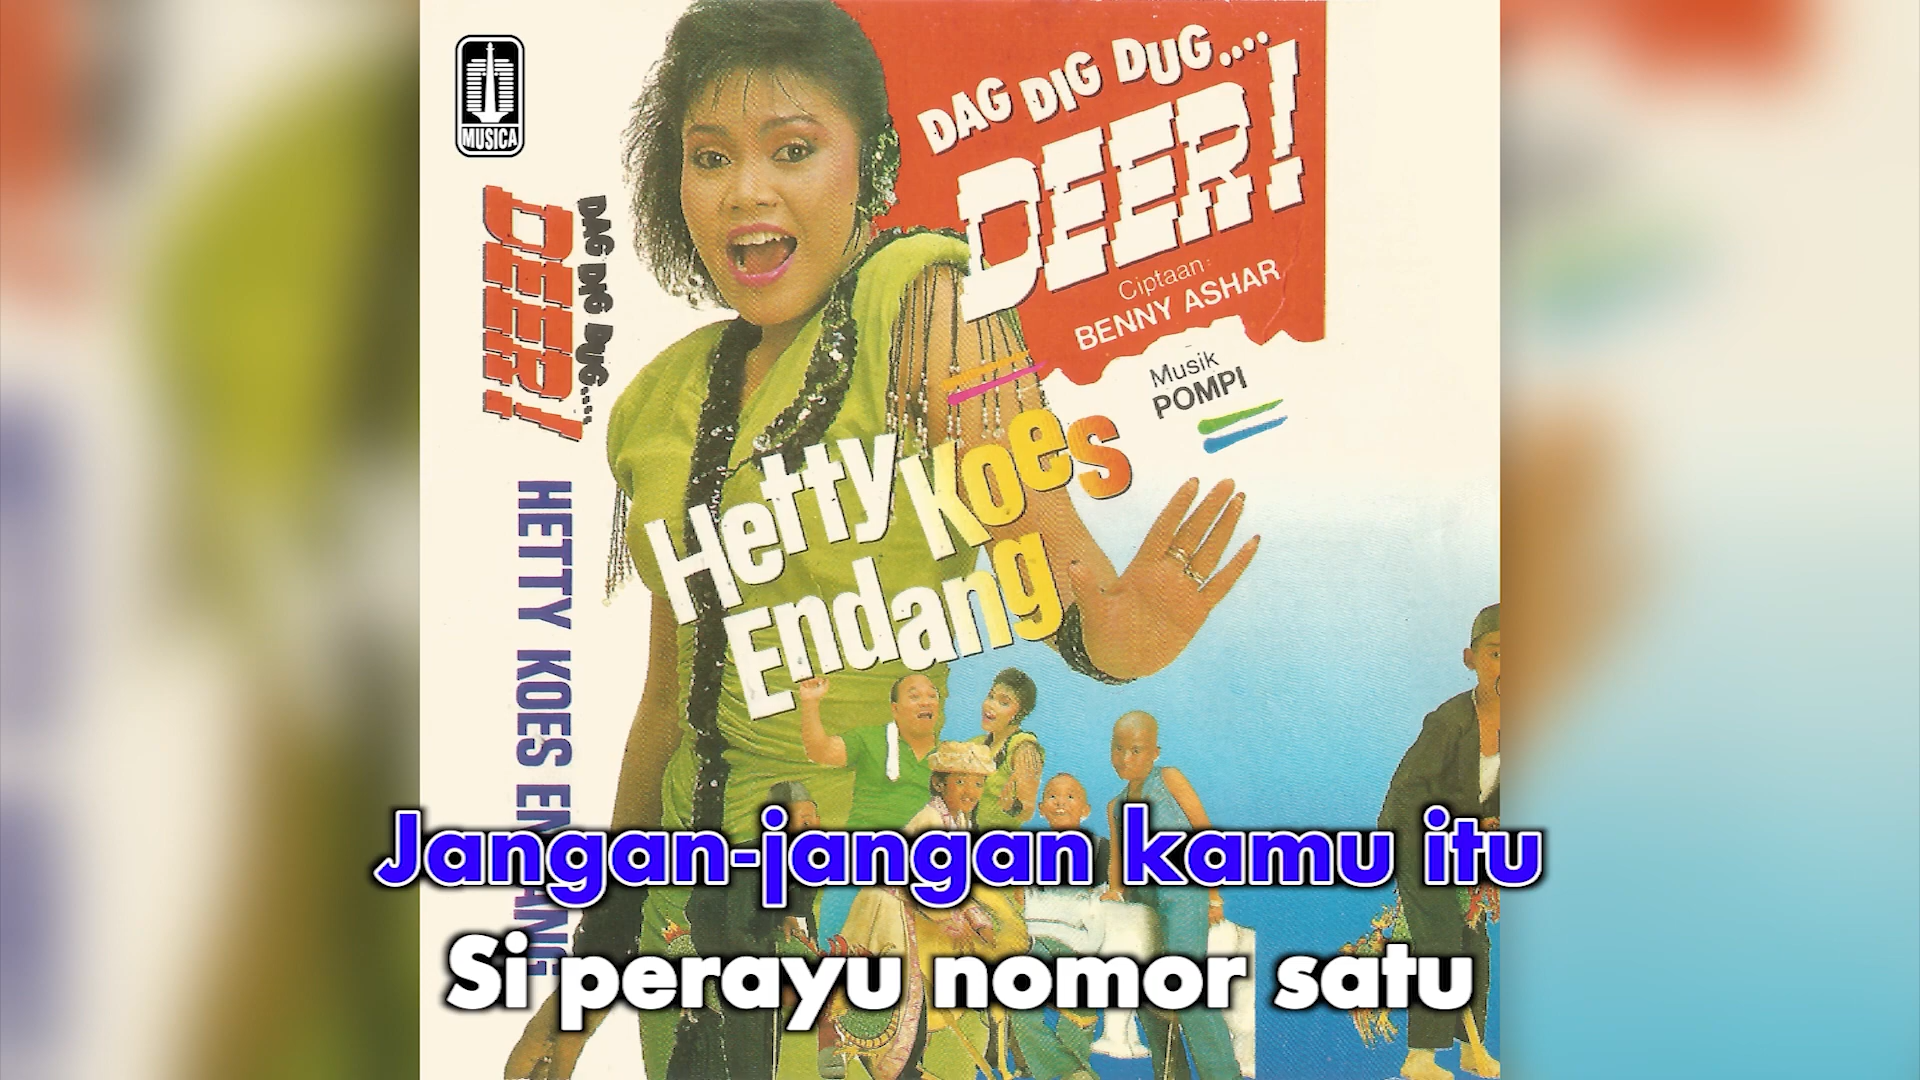 MUSICA
DAG DIG DUG....
DEER!
HETTY KOES ENDANG
DAG DIG DUG....
DEER!
Ciptaan:
BENNY ASHAR
Musik
POMPI
Hetty Koes
Endang
Jangan-jangan kamu itu
Si perayu nomor satu